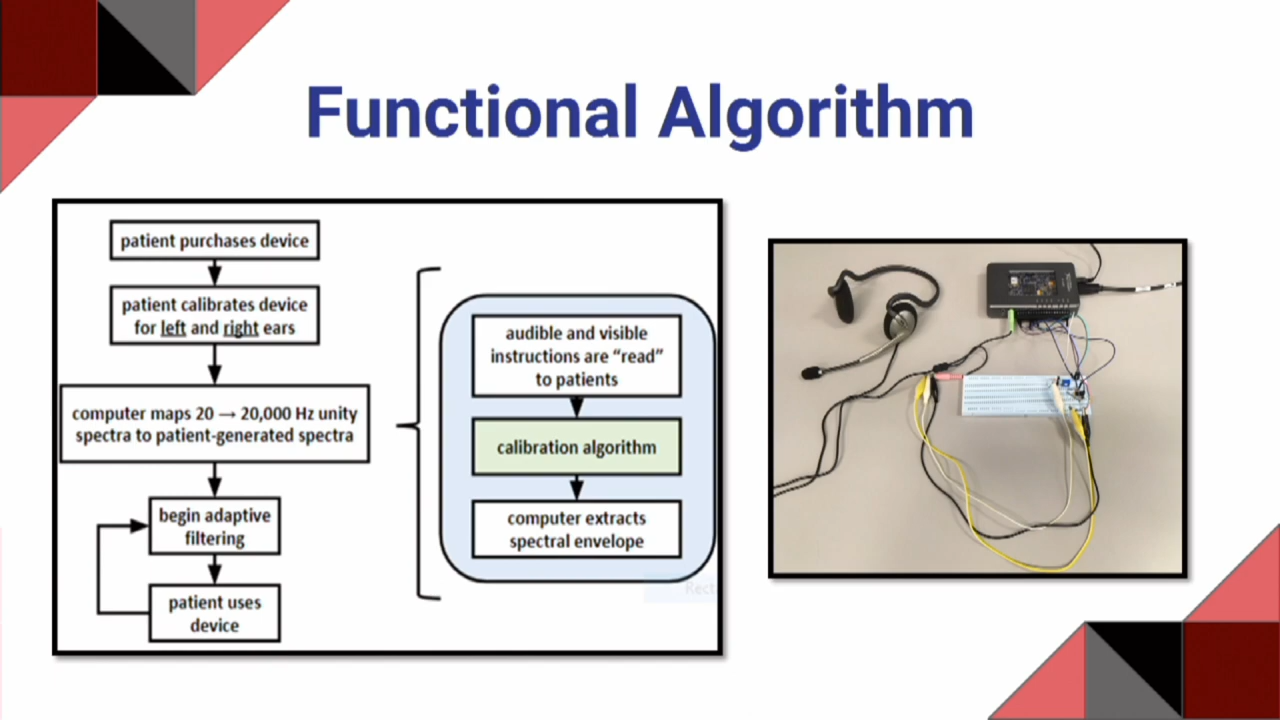 Functional Algorithm
patient purchases device
patient calibrates device
for left and right ears
computer maps 20 → 20,000 Hz unity
spectra to patient-generated spectra
begin adaptive
filtering
patient uses
device
audible and visible
instructions are “read”
to patients
calibration algorithm
computer extracts
spectral envelope